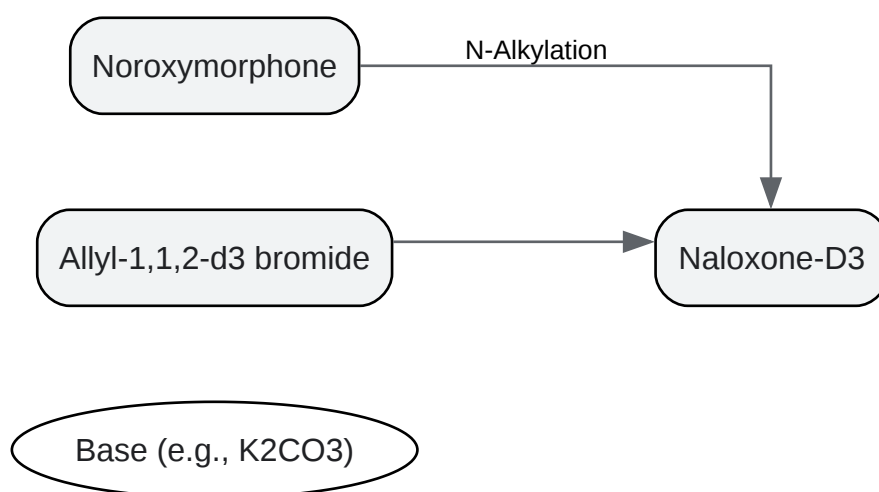 N-Alkylation
Noroxymorphone
Allyl-1,1,2-d3 bromide
Naloxone-D3
Base (e.g., K2CO3)